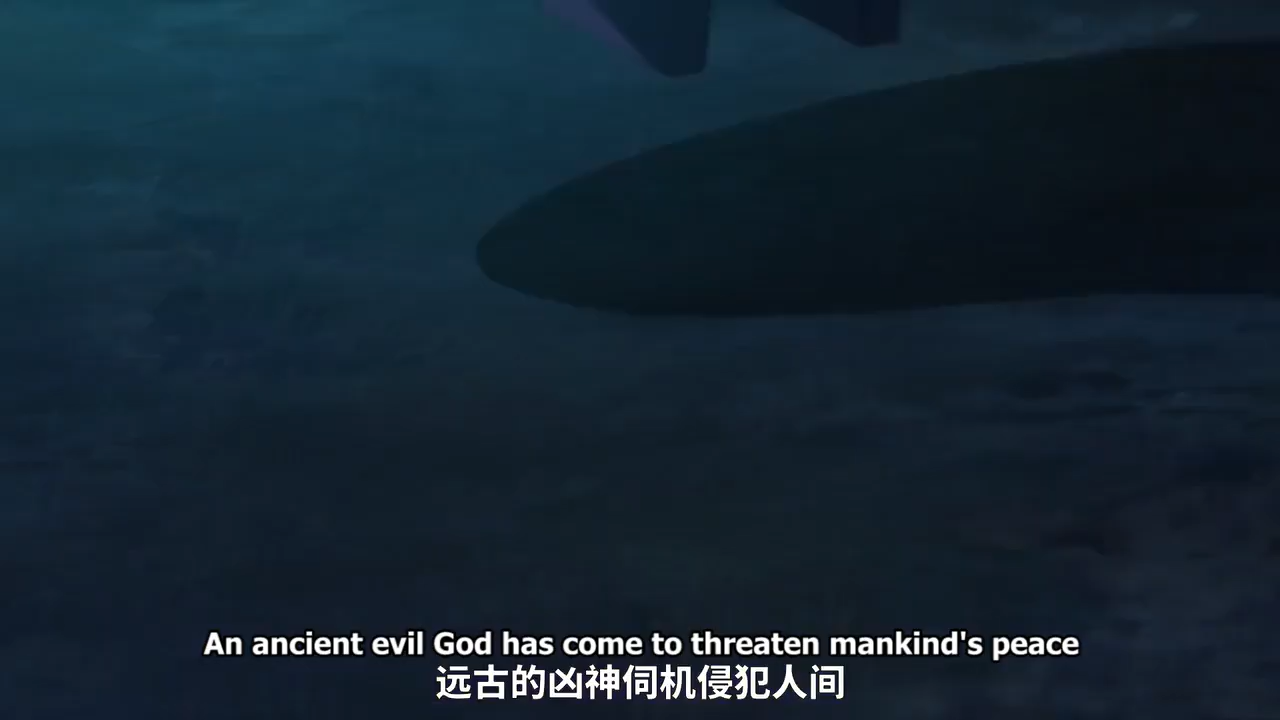 An ancient evil God has come to threaten mankind's peace
远古的凶神伺机侵犯人间